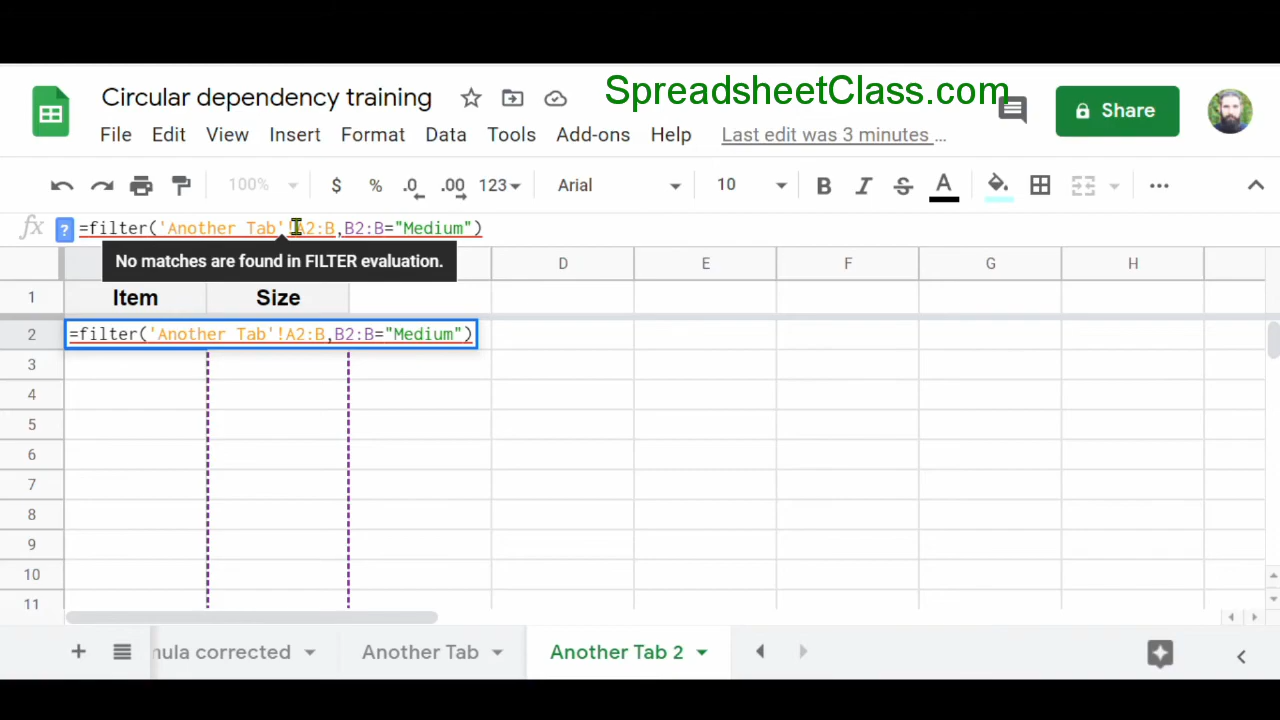 SpreadsheetClass.com
Circular dependency training
Share
File Edit View Insert Format Data Tools Add-ons Help Last edit was 3 minutes …
100% $ % .0 .00 123 Arial 10 B I S A
fx ? =filter('Another Tab'!A2:B,B2:B="Medium")
No matches are found in FILTER evaluation.
D E F G H
1 Item Size
2 =filter('Another Tab'!A2:B,B2:B="Medium")
3
4
5
6
7
8
9
10
11
+ nula corrected Another Tab Another Tab 2